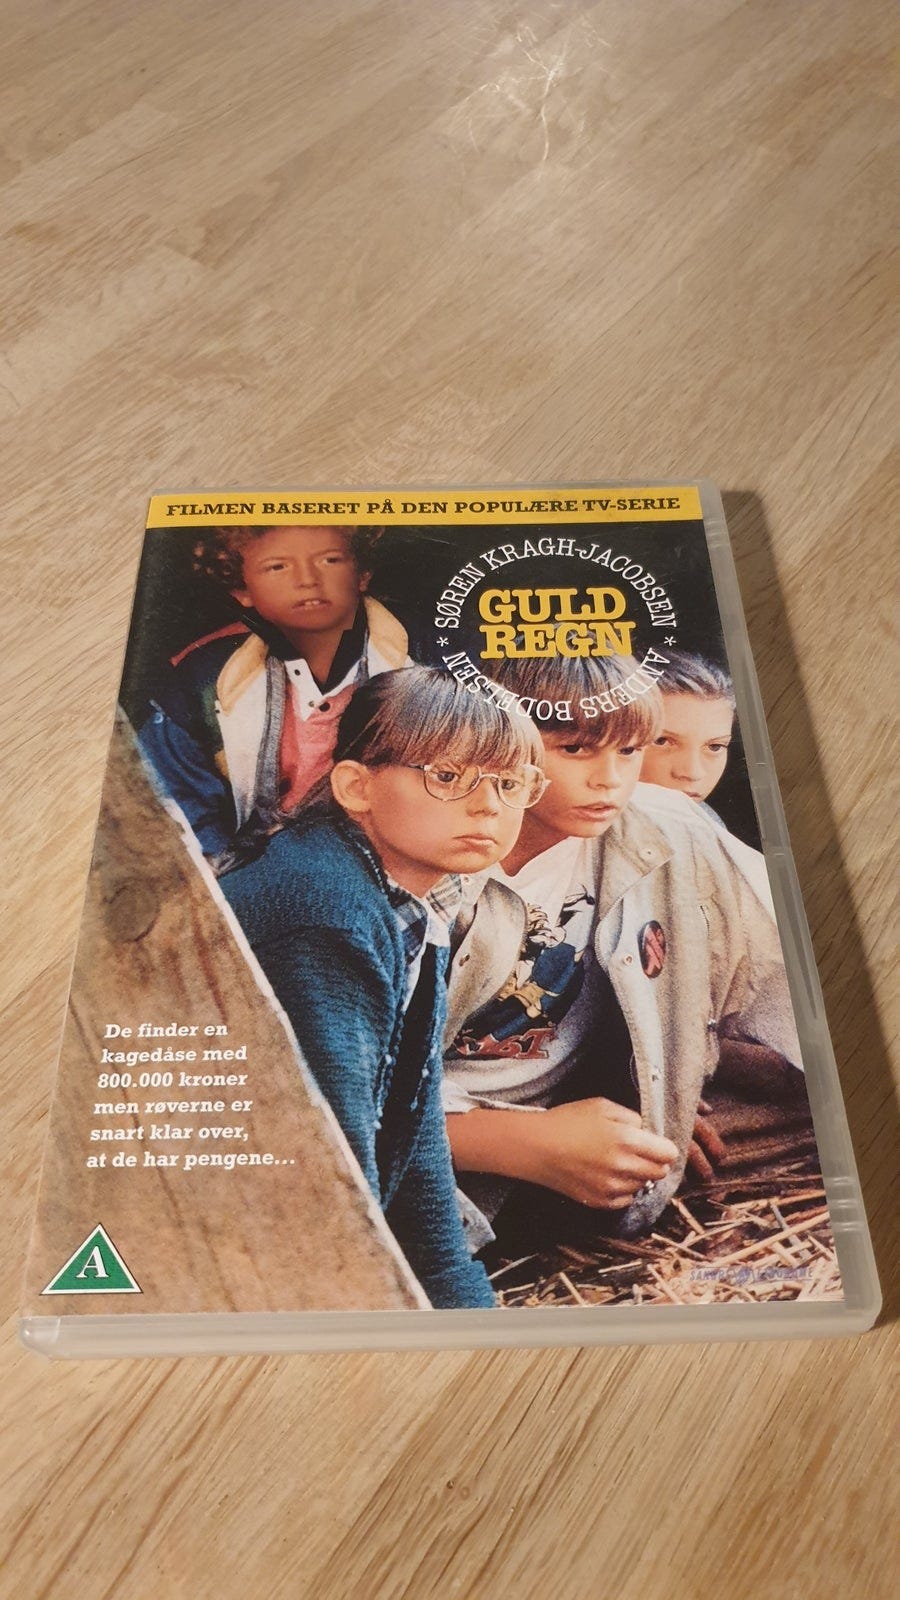 FILMEN BASERET PÅ DEN POPULÆRE TV-SERIE
SØREN KRAGH-JACOBSEN * ANDERS BODELSEN *
GULD
REGN
De finder en
kagedåse med
800.000 kroner
men røverne er
snart klar over,
at de har pengene...
A